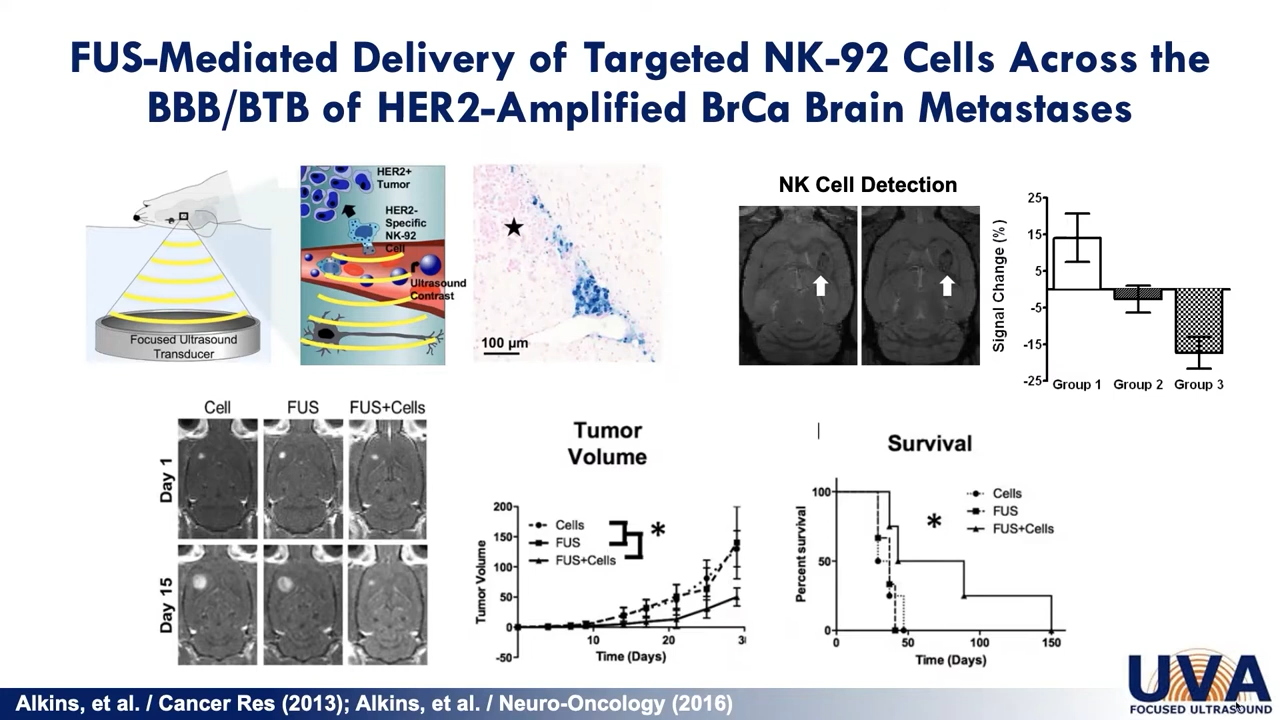 FUS-Mediated Delivery of Targeted NK-92 Cells Across the
BBB/BTB of HER2-Amplified BrCa Brain Metastases
Focused Ultrasound
Transducer
HER2+
Tumor
HER2-
Specific
NK-92
Cell
Ultrasound
Contrast
100 µm
NK Cell Detection
Signal Change (%)
25
15
5
-5
-15
-25
Group 1
Group 2
Group 3
Cell
FUS
FUS+Cells
Day 1
Day 15
Tumor
Volume
Tumor Volume
200
150
100
50
0
-50
Cells
FUS
FUS+Cells
*
10
20
Time (Days)
Survival
Percent survival
100
50
0
Cells
FUS
FUS+Cells
*
0
50
100
150
Time (Days)
Alkins, et al. / Cancer Res (2013); Alkins, et al. / Neuro-Oncology (2016)
UVA
FOCUSED ULTRASOUND